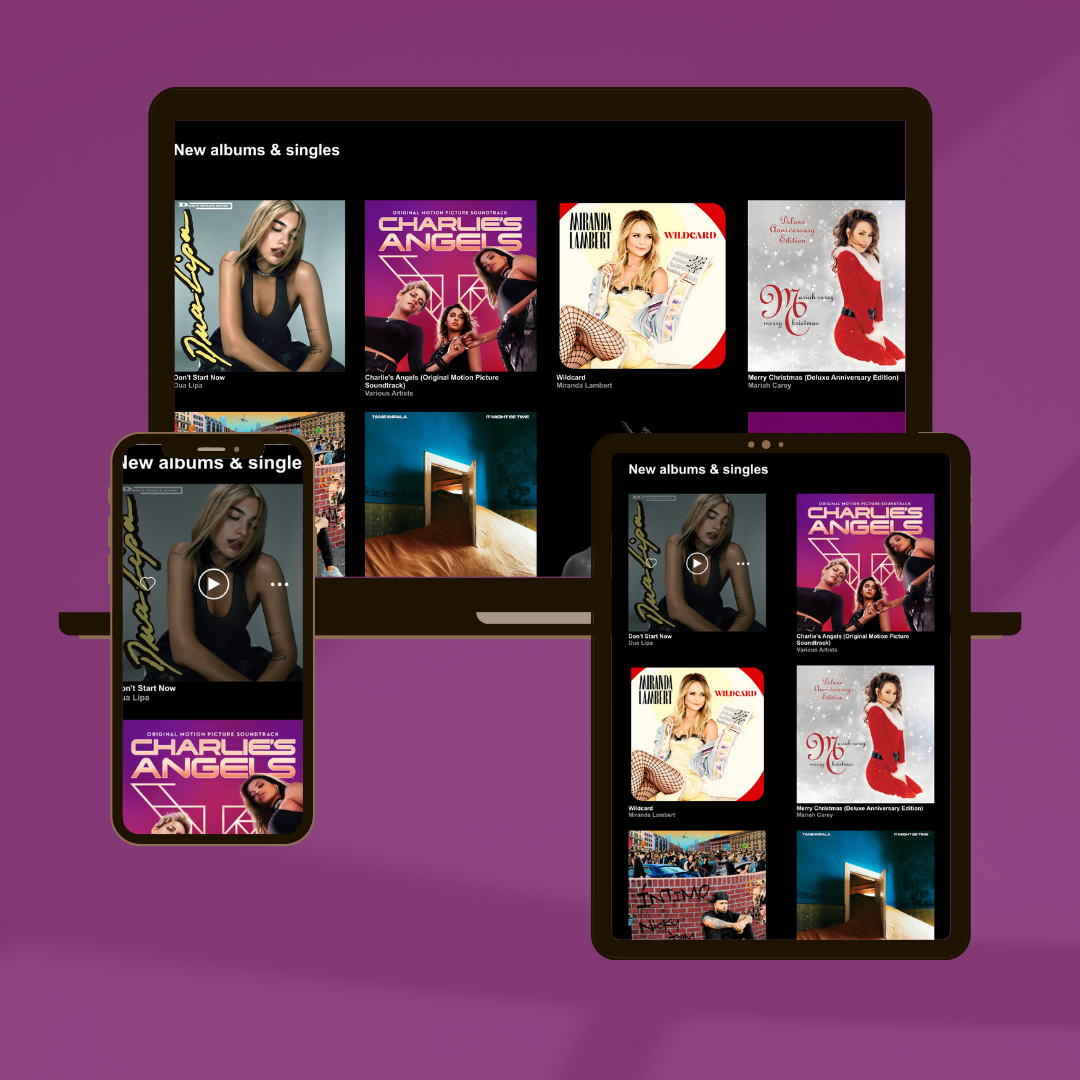 New albums & singles
Don't Start Now
Dua Lipa
Don't Start Now
Dua Lipa
ORIGINAL MOTION PICTURE SOUNDTRACK
CHARLIE'S
ANGELS
Charlie's Angels (Original Motion Picture
Soundtrack)
Various Artists
MIRANDA
LAMBERT
WILDCARD
Wildcard
Miranda Lambert
Deluxe
Anniversary
Edition
Mariah carey
merry Christmas
Merry Christmas (Deluxe Anniversary Edition)
Mariah Carey
TAME IMPALA
IT MIGHT BE TIME
New albums & single
Dua Lipa
on't Start Now
ua Lipa
ORIGINAL MOTION PICTURE SOUNDTRACK
CHARLIE'S
ANGELS
New albums & singles
Dua Lipa
Don't Start Now
Dua Lipa
ORIGINAL MOTION PICTURE SOUNDTRACK
CHARLIE'S
ANGELS
Charlie's Angels (Original Motion Picture
Soundtrack)
Various Artists
MIRANDA
LAMBERT
WILDCARD
Wildcard
Miranda Lambert
Deluxe
Anniversary
Edition
Mariah carey
merry Christmas
Merry Christmas (Deluxe Anniversary Edition)
Mariah Carey
ÍNTIMO
Nicky
Jam
TAME IMPALA
IT MIGHT BE TIME